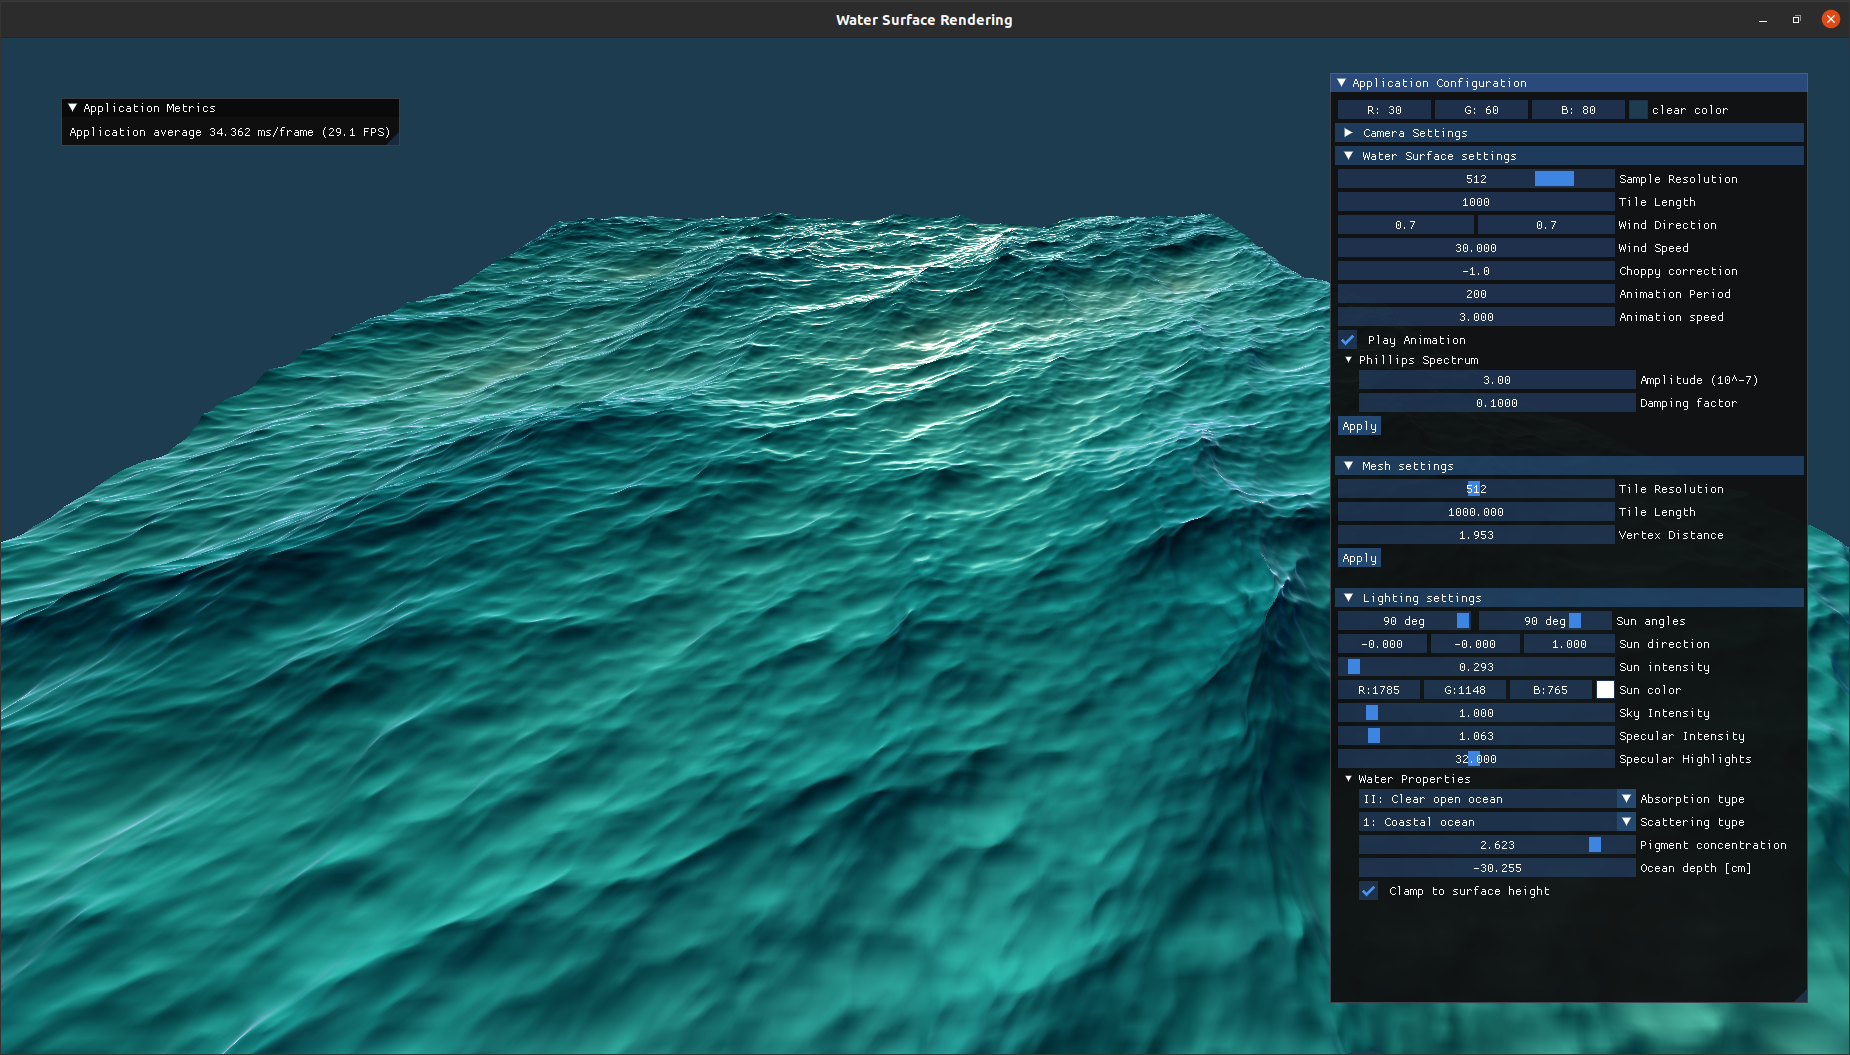 Water Surface Rendering
Application Metrics
Application average 34.362 ms/frame (29.1 FPS)
Application Configuration
R: 30 G: 60 B: 80 clear color
Camera Settings
Water Surface settings
512 Sample Resolution
1000 Tile Length
0.7 0.7 Wind Direction
30.000 Wind Speed
-1.0 Choppy correction
200 Animation Period
3.000 Animation speed
Play Animation
Phillips Spectrum
3.00 Amplitude (10^-7)
0.1000 Damping factor
Apply
Mesh settings
512 Tile Resolution
1000.000 Tile Length
1.953 Vertex Distance
Apply
Lighting settings
90 deg 90 deg Sun angles
-0.000 -0.000 1.000 Sun direction
0.293 Sun intensity
R:1785 G:1148 B:765 Sun color
1.000 Sky Intensity
1.063 Specular Intensity
32.000 Specular Highlights
Water Properties
II: Clear open ocean Absorption type
1: Coastal ocean Scattering type
2.623 Pigment concentration
-30.255 Ocean depth [cm]
Clamp to surface height